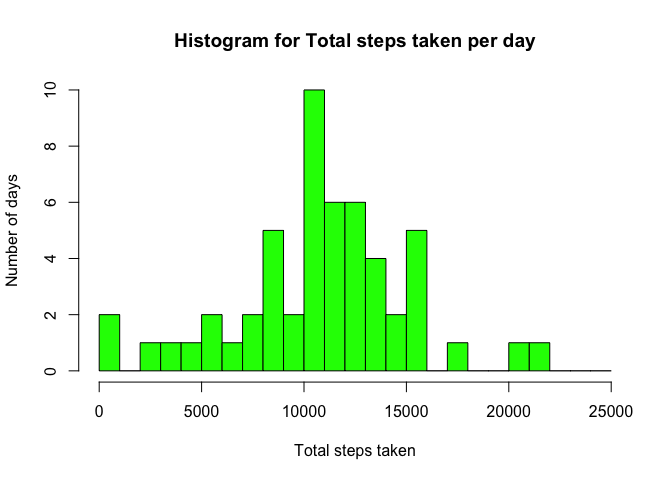 Histogram for Total steps taken per day
Number of days
10
8
6
4
2
0
0 5000 10000 15000 20000 25000
Total steps taken